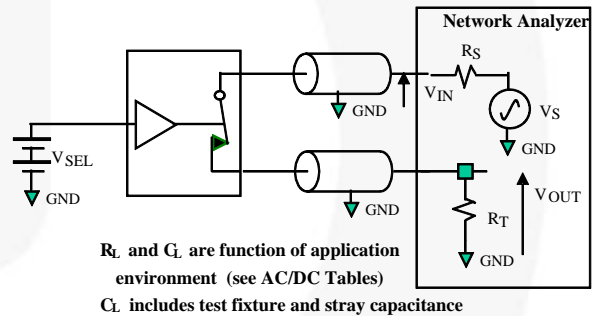 Network Analyzer
RS
GND
VIN
VS
GND
VSEL
GND
GND
VOUT
RT
GND
RL and CL are function of application
environment (see AC/DC Tables)
CL includes test fixture and stray capacitance